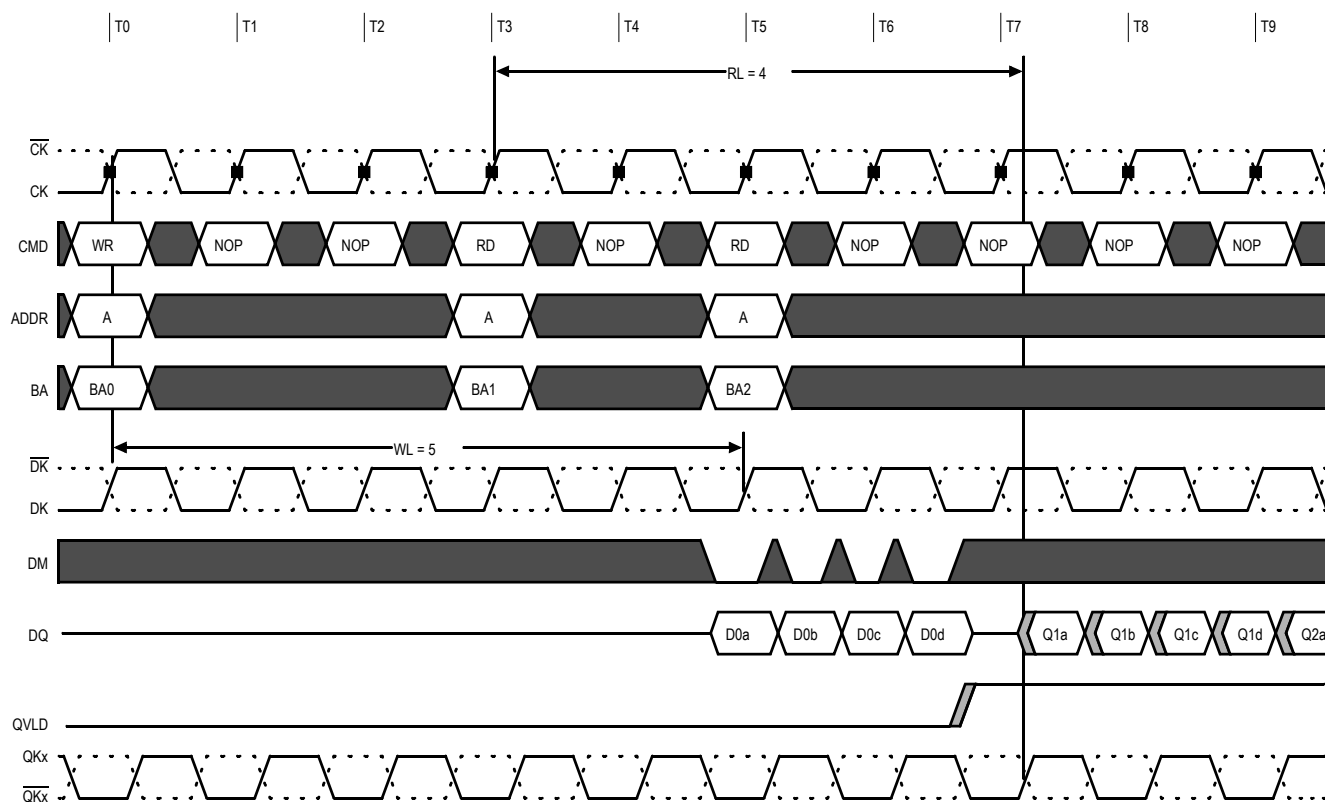 T0 T1 T2 T3 T4 T5 T6 T7 T8 T9
RL = 4
CK
CK
CMD WR NOP NOP RD NOP RD NOP NOP NOP NOP
ADDR A A A
BA BA0 BA1 BA2
WL = 5
DK
DK
DM
DQ D0a D0b D0c D0d Q1a Q1b Q1c Q1d Q2a
QVLD
QKx
QKx